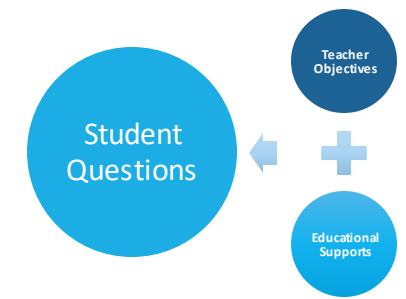 Student
Questions
Teacher
Objectives
Educational
Supports